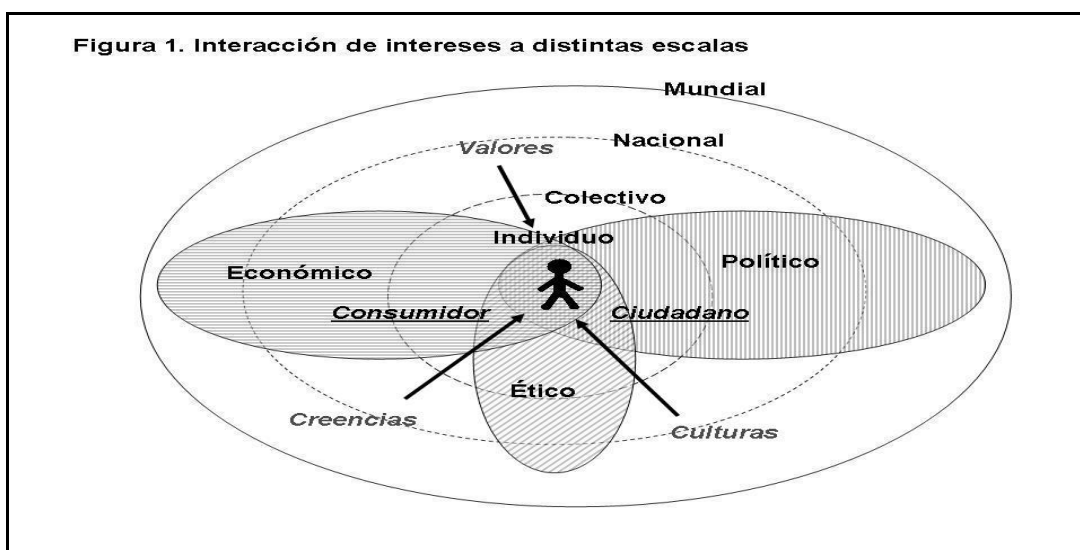 Figura 1. Interacción de intereses a distintas escalas
Mundial
Nacional
Valores
Colectivo
Individuo
Económico
Político
Consumidor
Ciudadano
Ético
Creencias
Culturas